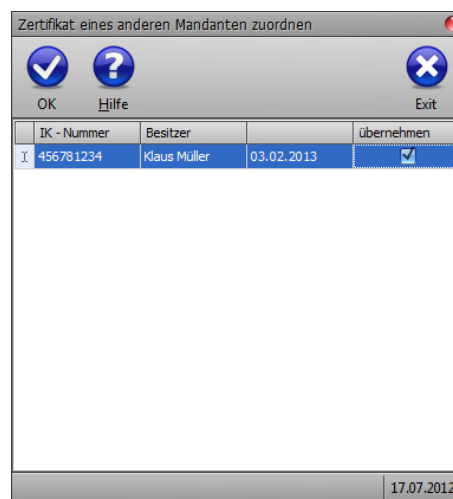 Zertifikat eines anderen Mandanten zuordnen
OK Hilfe Exit
IK - Nummer Besitzer übernehmen
456781234 Klaus Müller 03.02.2013
17.07.2012